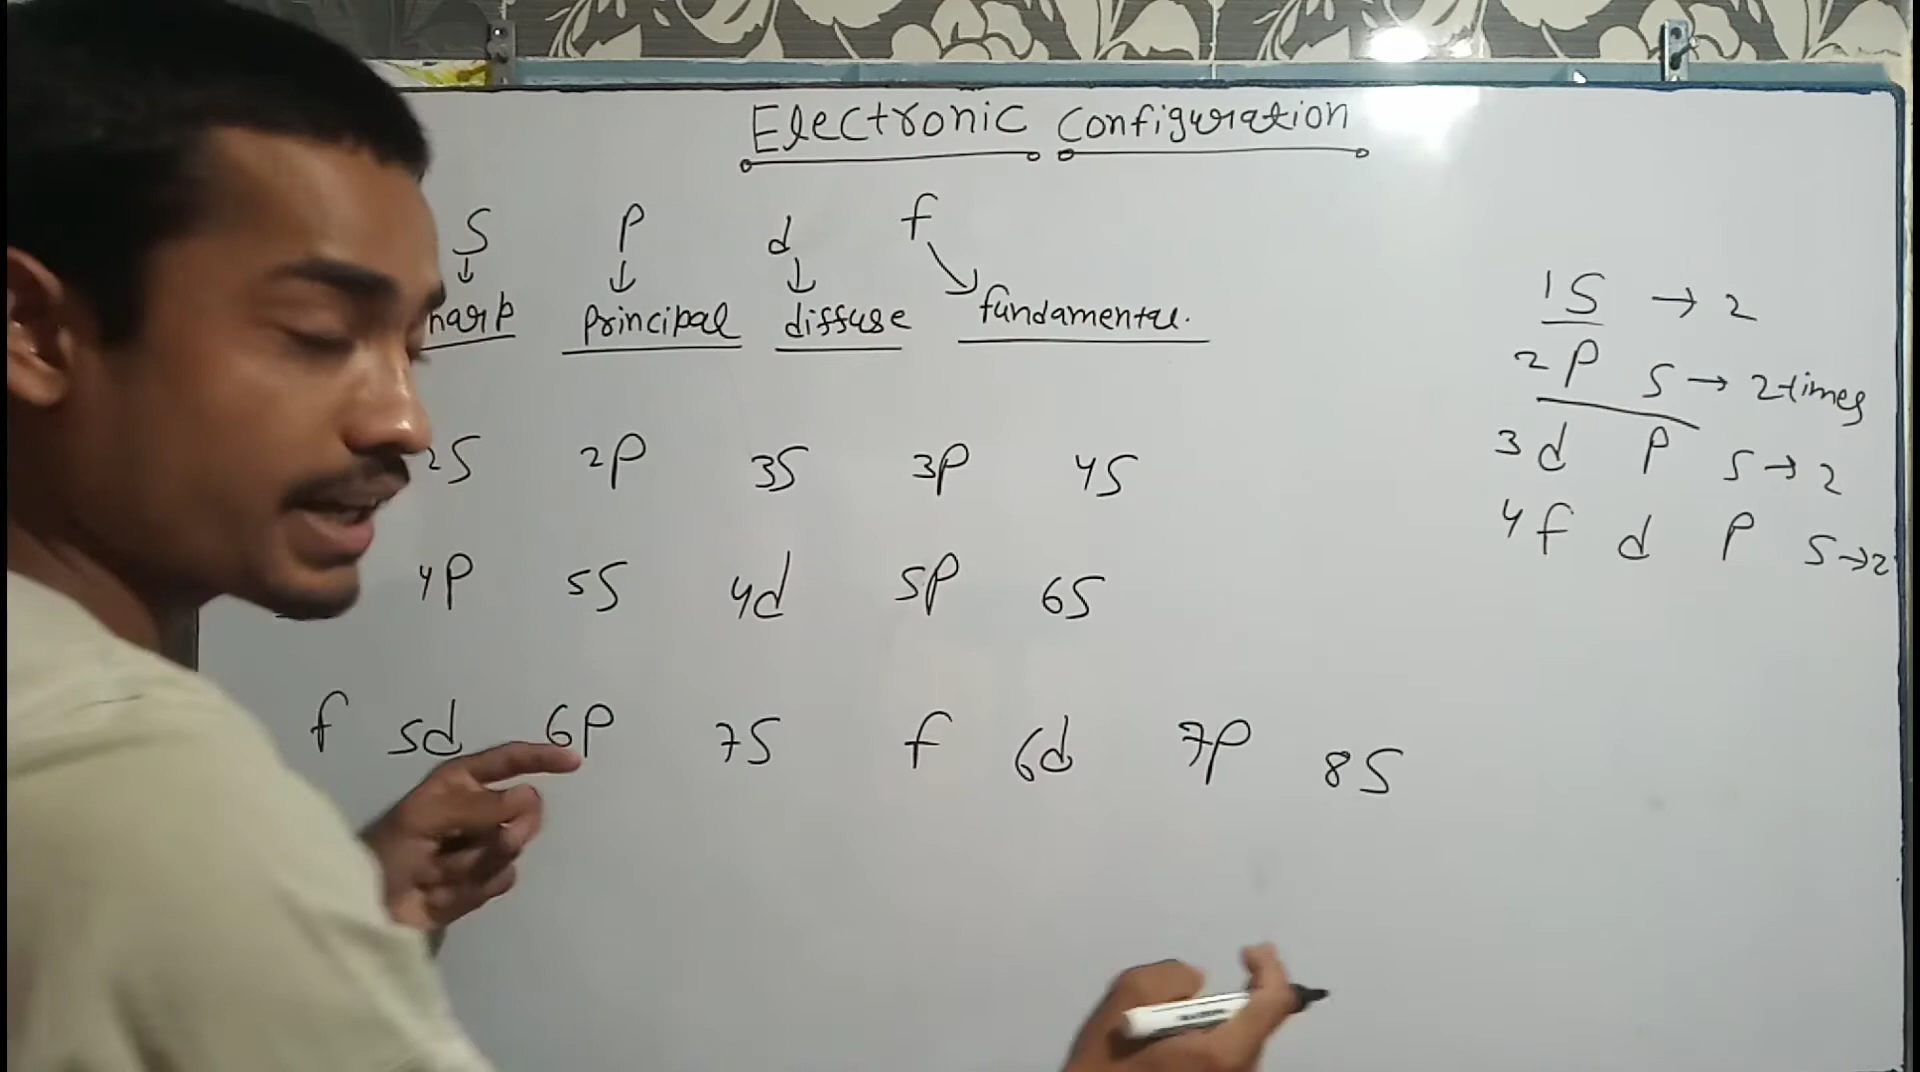 Electronic Configuration
S P d f
harp Principal diffuse fundamental.
2S 2P 3S 3P 4S
4P 5S 4d 5P 6S
f 5d 6P 7S f 6d 7P 8S
1S → 2
2P S → 2times
3d P S → 2
4f d P S → 2